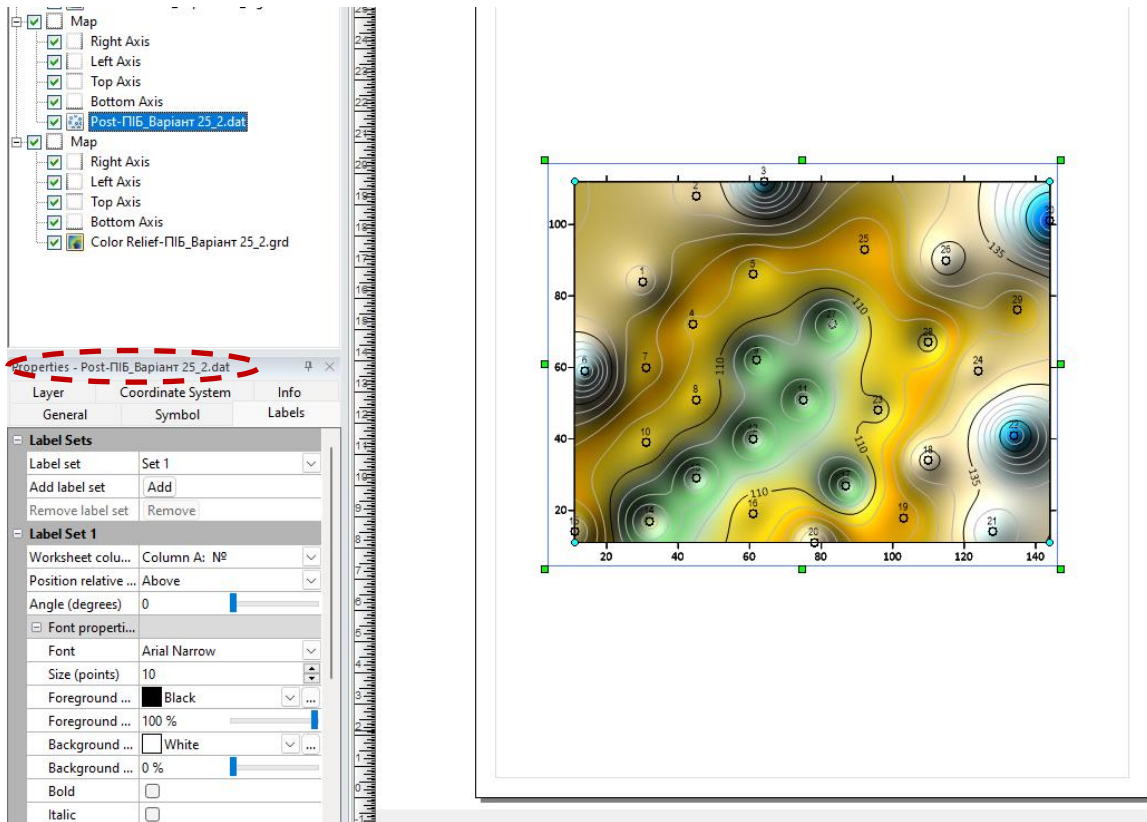 Map
Right Axis
Left Axis
Top Axis
Bottom Axis
Post-ПІБ_Варіант 25_2.dat
Map
Right Axis
Left Axis
Top Axis
Bottom Axis
Color Relief-ПІБ_Варіант 25_2.grd
Properties - Post-ПІБ_Варіант 25_2.dat
Layer Coordinate System Info
General Symbol Labels
Label Sets
Label set Set 1
Add label set Add
Remove label set Remove
Label Set 1
Worksheet colu... Column A: №
Position relative ... Above
Angle (degrees) 0
Font properti...
Font Arial Narrow
Size (points) 10
Foreground ... Black
Foreground ... 100 %
Background ... White
Background ... 0 %
Bold
Italic
3
2
100
25
26
135
1
5
80
110
29
4
28
6
60
7
24
110
8
11
23
40
10
110
18
135
110
20
14
16
19
21
20
20 40 60 80 100 120 140